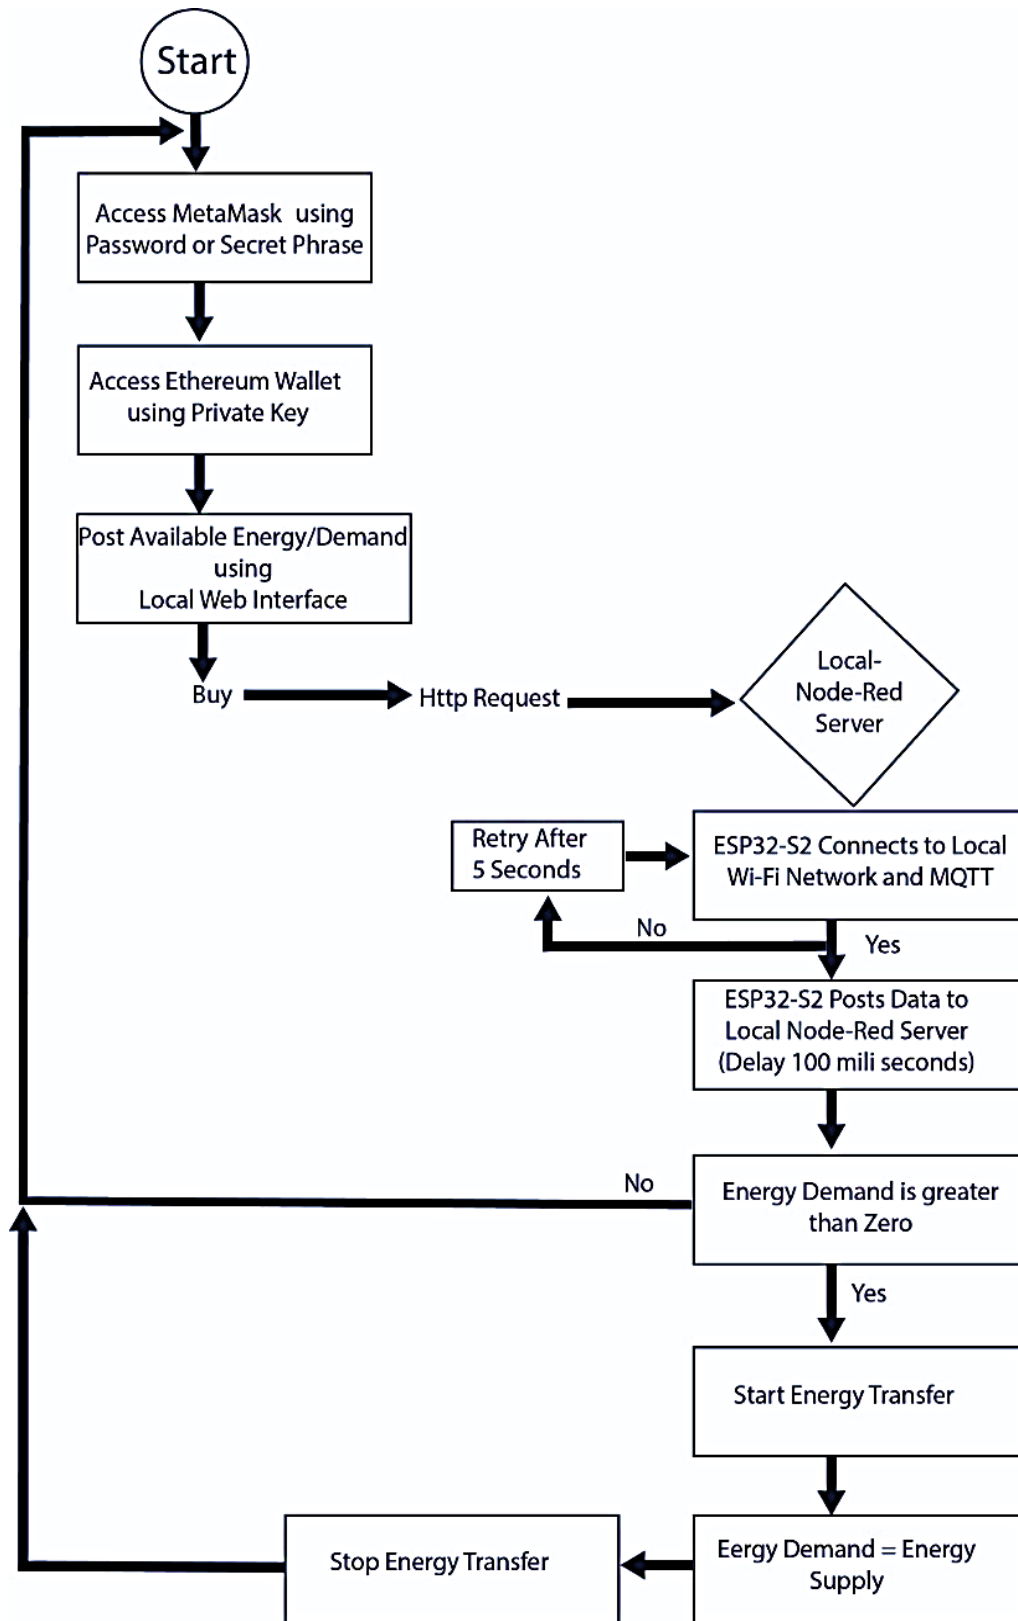 Start
Access MetaMask using
Password or Secret Phrase
Access Ethereum Wallet
using Private Key
Post Available Energy/Demand
using
Local Web Interface
Buy
Http Request
Local-
Node-Red
Server
Retry After
5 Seconds
ESP32-S2 Connects to Local
Wi-Fi Network and MQTT
No
Yes
ESP32-S2 Posts Data to
Local Node-Red Server
(Delay 100 mili seconds)
No
Energy Demand is greater
than Zero
Yes
Start Energy Transfer
Stop Energy Transfer
Eergy Demand = Energy
Supply